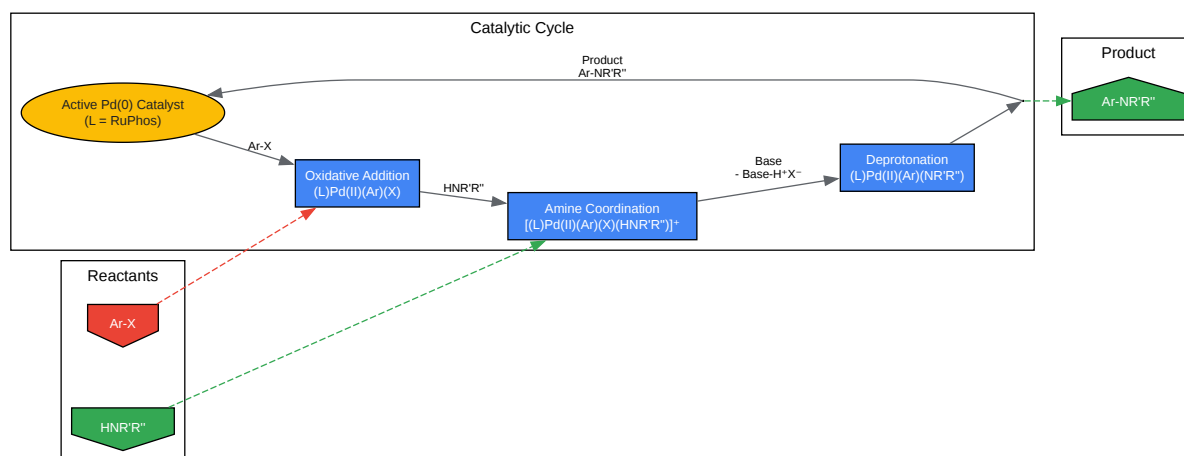 Catalytic Cycle
Product
Ar-NR'R"
Active Pd(0) Catalyst
(L = RuPhos)
Ar-X
Oxidative Addition
(L)Pd(II)(Ar)(X)
HNR'R"
Amine Coordination
[(L)Pd(II)(Ar)(X)(HNR'R")]⁺
Base
- Base-H⁺X⁻
Deprotonation
(L)Pd(II)(Ar)(NR'R")
Product
Ar-NR'R"
Reactants
Ar-X
HNR'R"